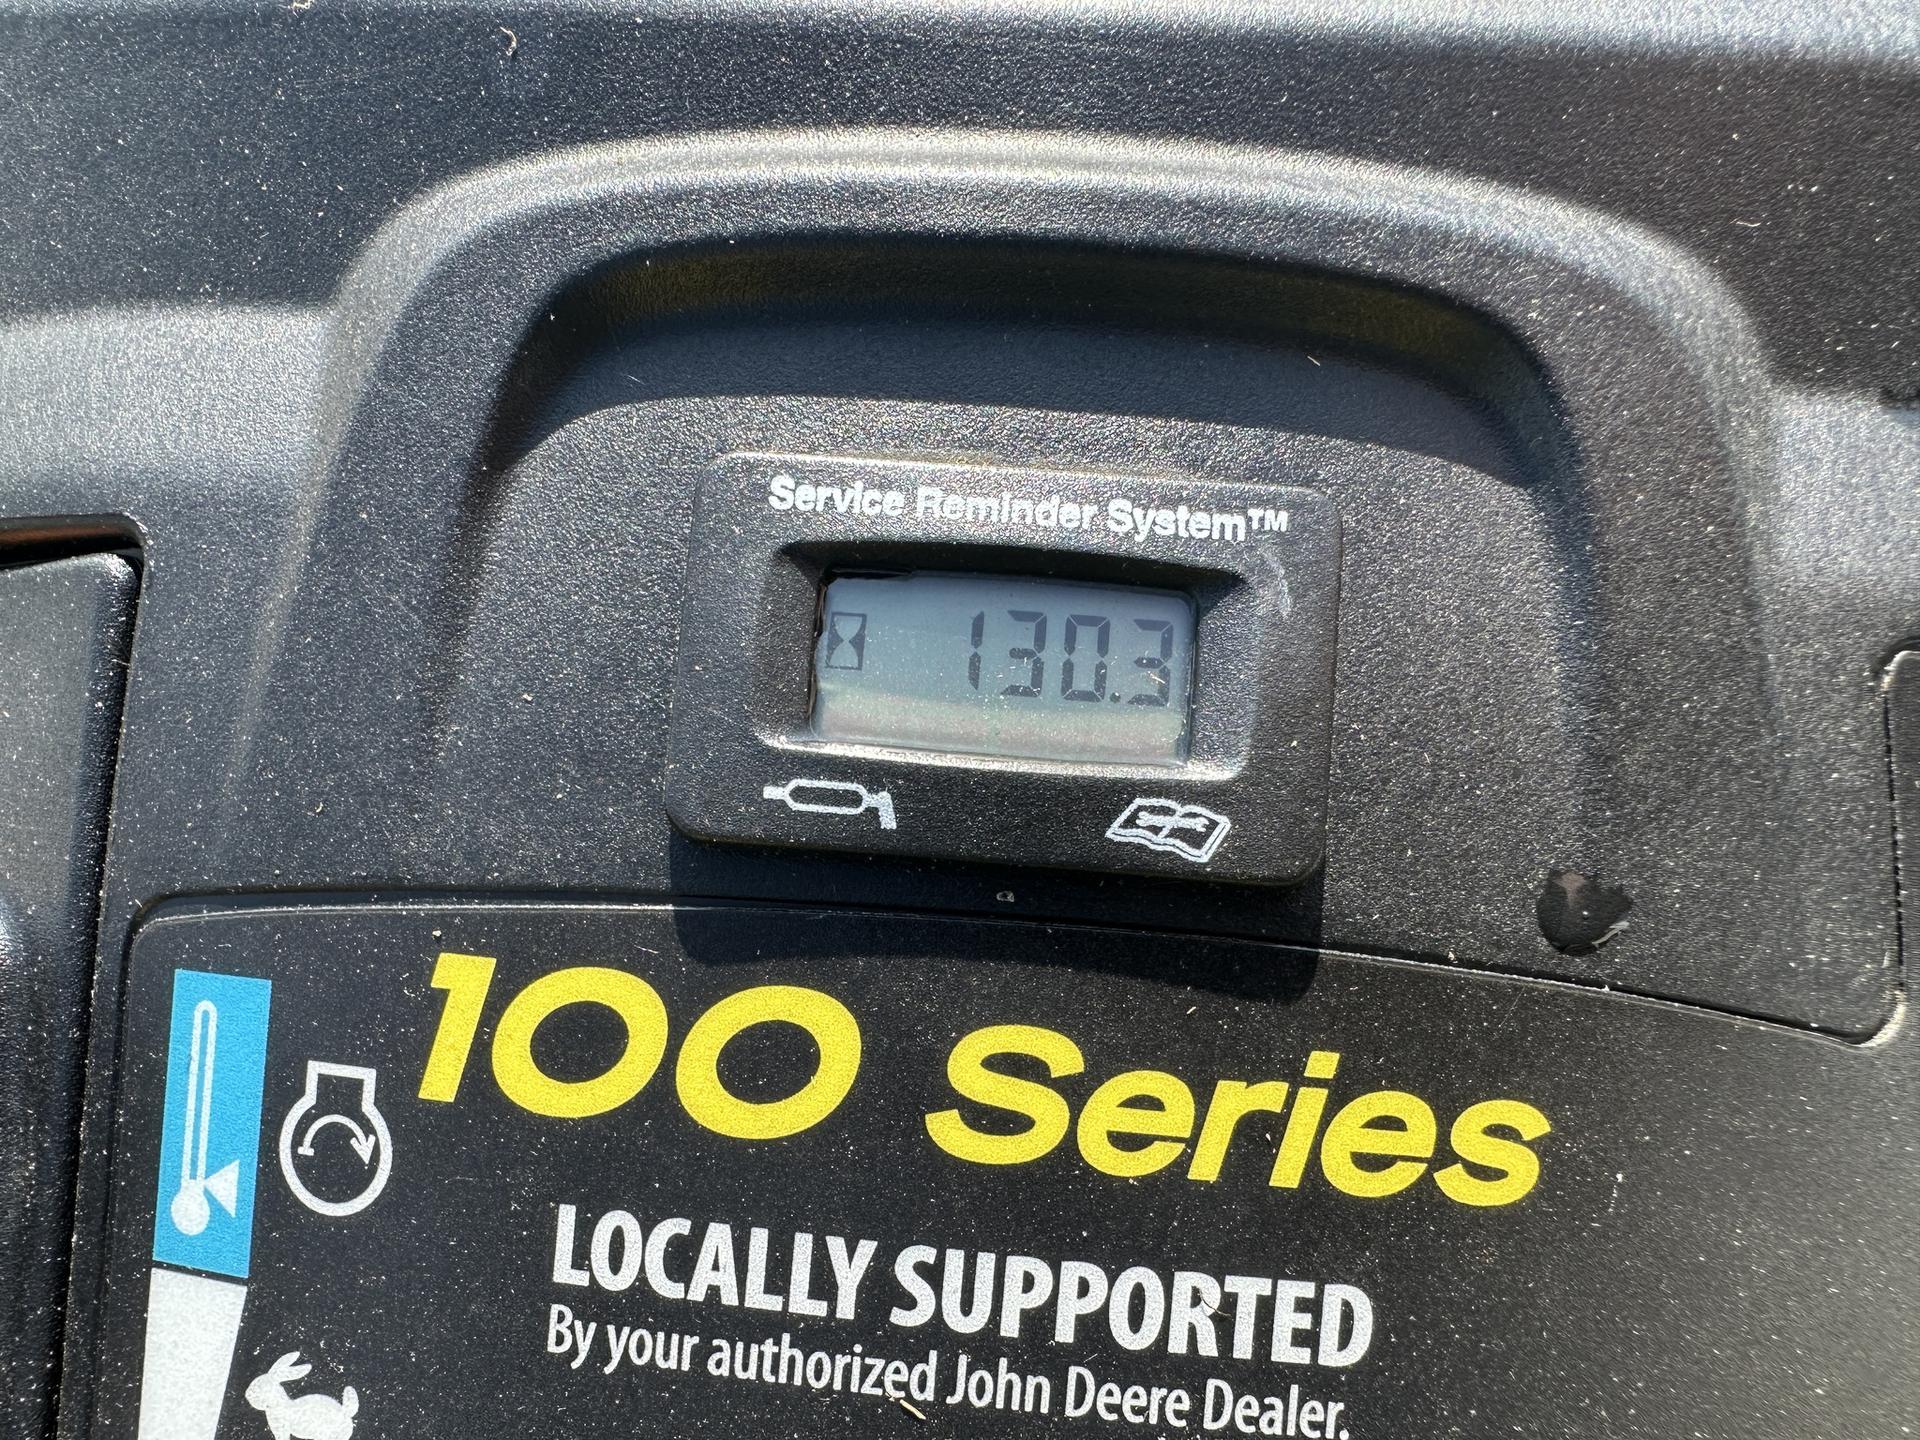 Service Reminder System™
130.3
100 Series
LOCALLY SUPPORTED
By your authorized John Deere Dealer.